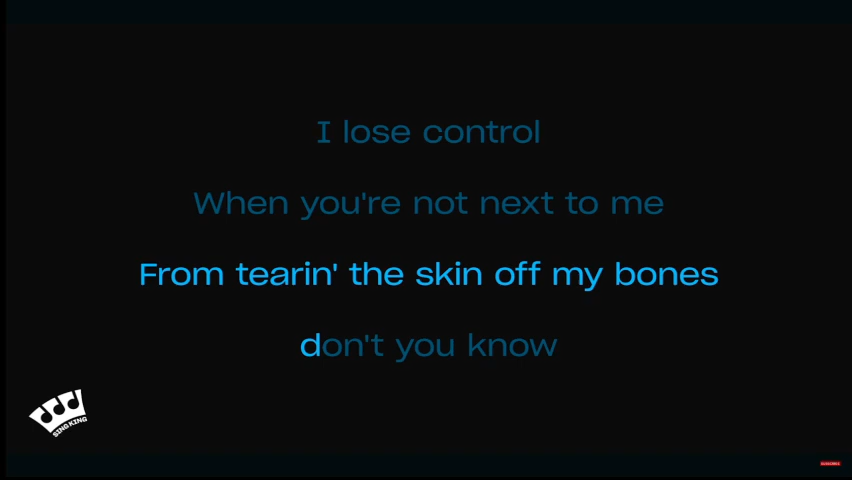 I lose control
When you're not next to me
From tearin' the skin off my bones
don't you know
SING KING
SUBSCRIBE